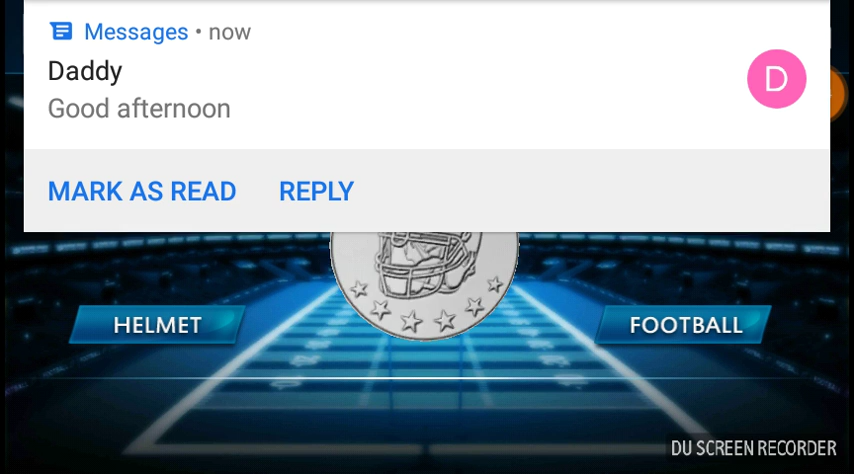 Messages • now
Daddy
D
Good afternoon
MARK AS READ REPLY
HELMET FOOTBALL
DU SCREEN RECORDER